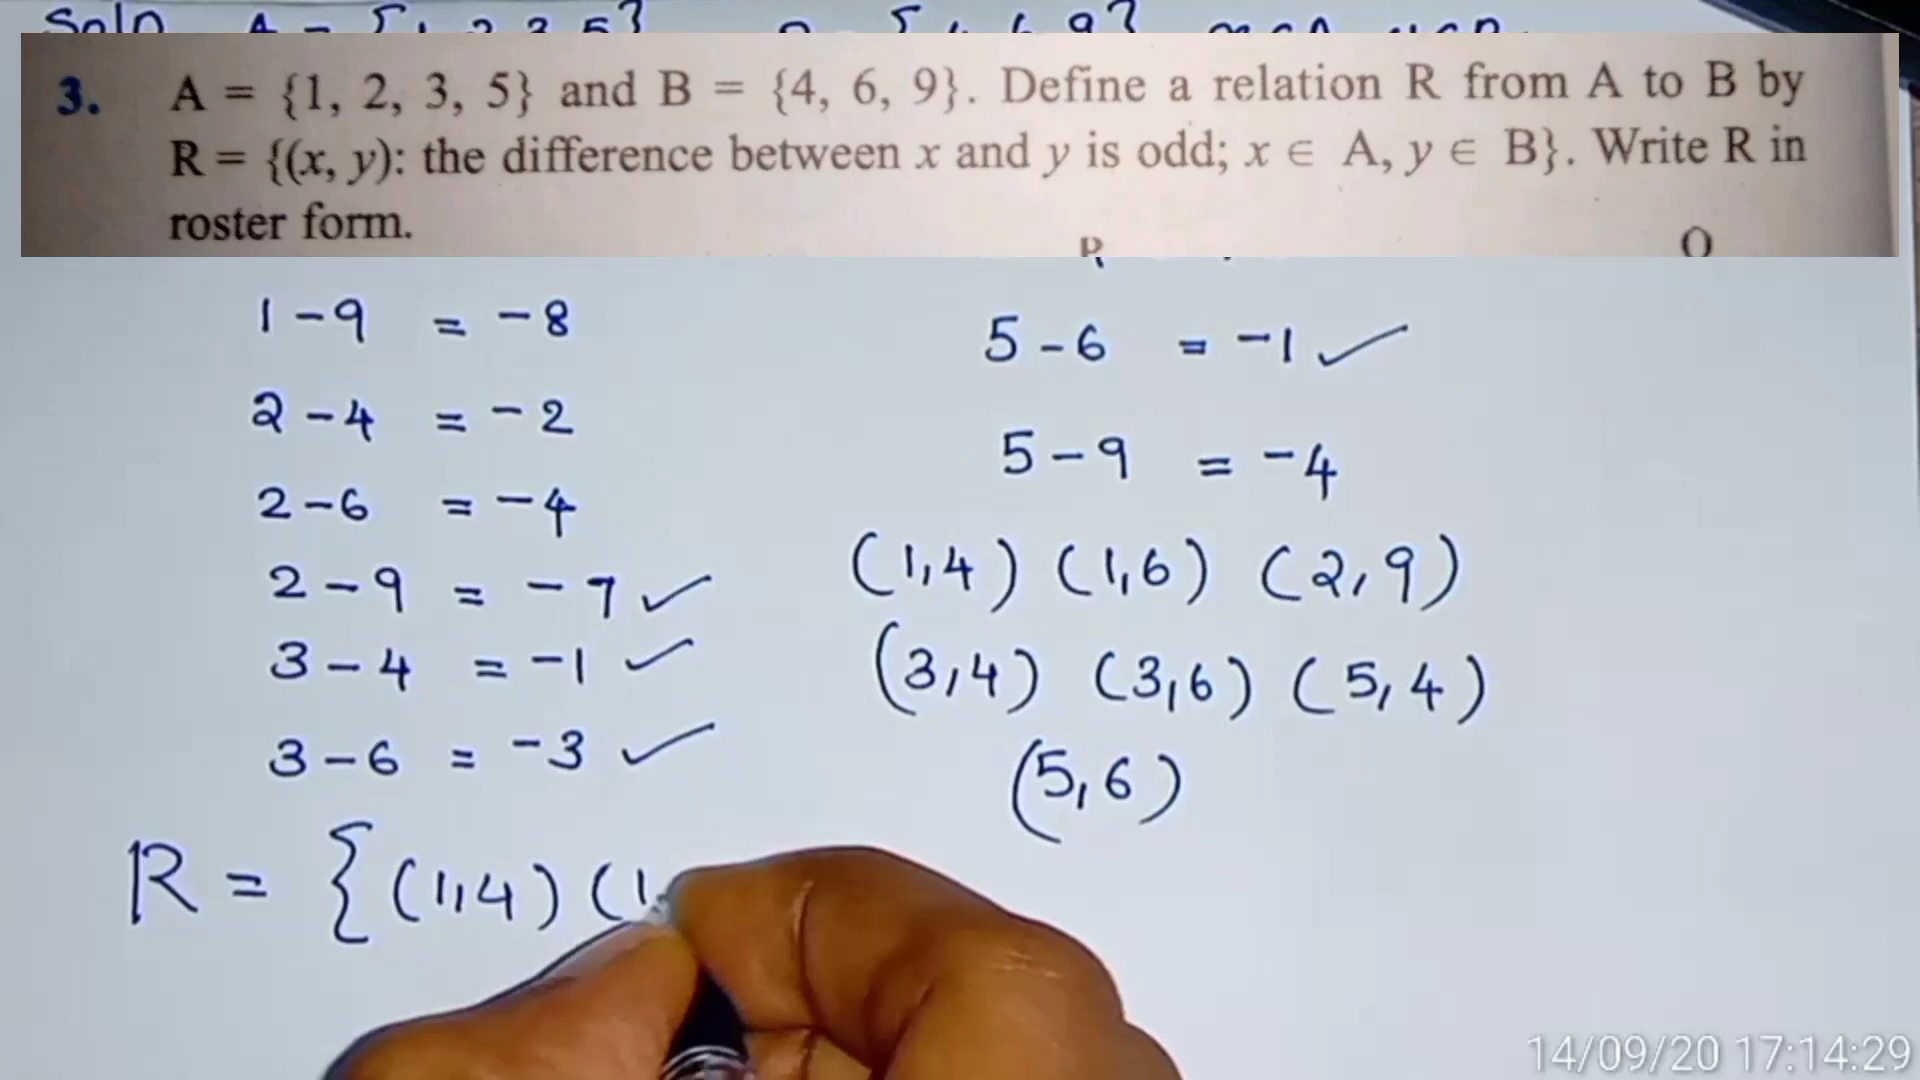 Soln
3. A = {1, 2, 3, 5} and B = {4, 6, 9}. Define a relation R from A to B by
R = {(x, y): the difference between x and y is odd; x ∈ A, y ∈ B}. Write R in
roster form.
1 - 9 = - 8
2 - 4 = - 2
2 - 6 = - 4
2 - 9 = - 7 ✓
3 - 4 = - 1 ✓
3 - 6 = - 3 ✓
5 - 6 = - 1 ✓
5 - 9 = - 4
(1,4) (1,6) (2,9)
(3,4) (3,6) (5,4)
(5,6)
R = { (1,4) (1,
14/09/20 17:14:29